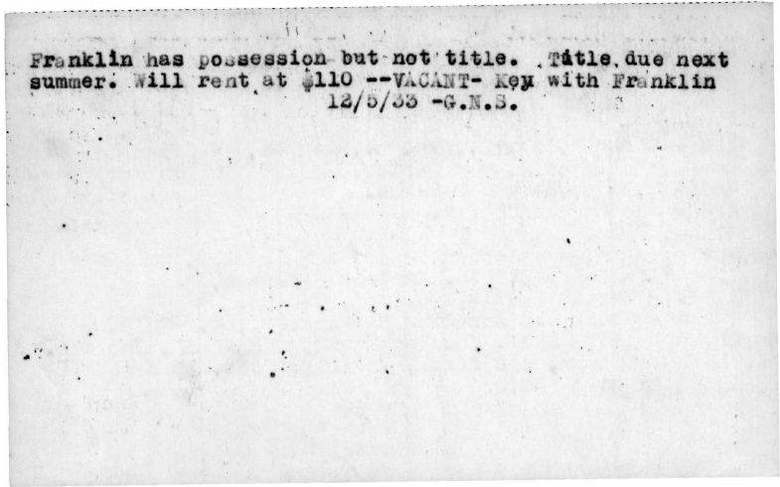 Franklin has possession but not title. Title due next
summer. Will rent at $110 --VACANT- Key with Franklin
12/5/33 -G.N.S.